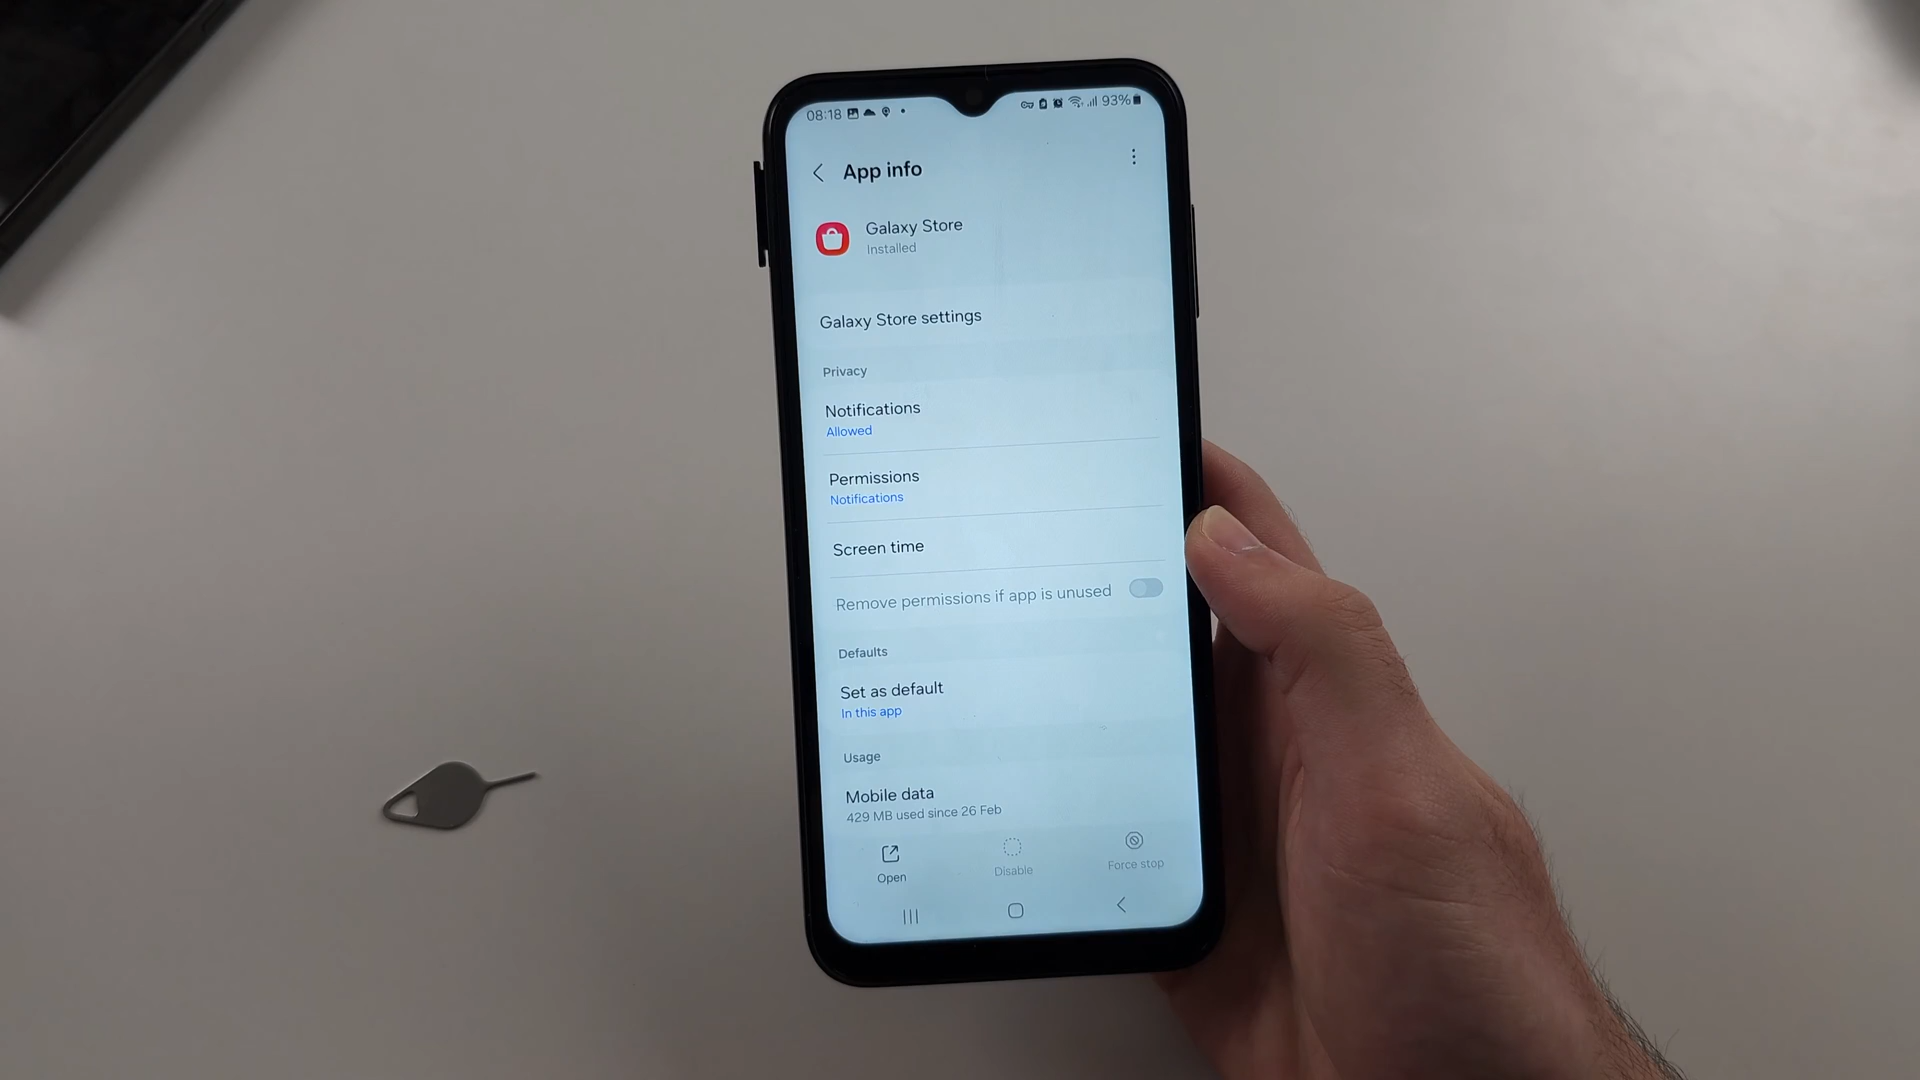 08:18 93%
App info
Galaxy Store
Installed
Galaxy Store settings
Privacy
Notifications
Allowed
Permissions
Notifications
Screen time
Remove permissions if app is unused
Defaults
Set as default
In this app
Usage
Mobile data
429 MB used since 26 Feb
Open Disable Force stop